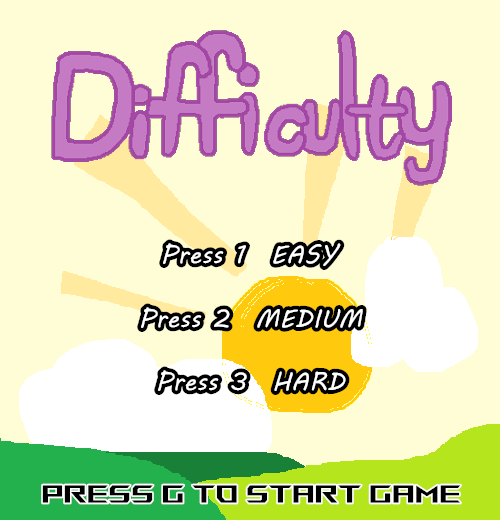 Difficulty
Press 1 EASY
Press 2 MEDIUM
Press 3 HARD
PRESS G TO START GAME